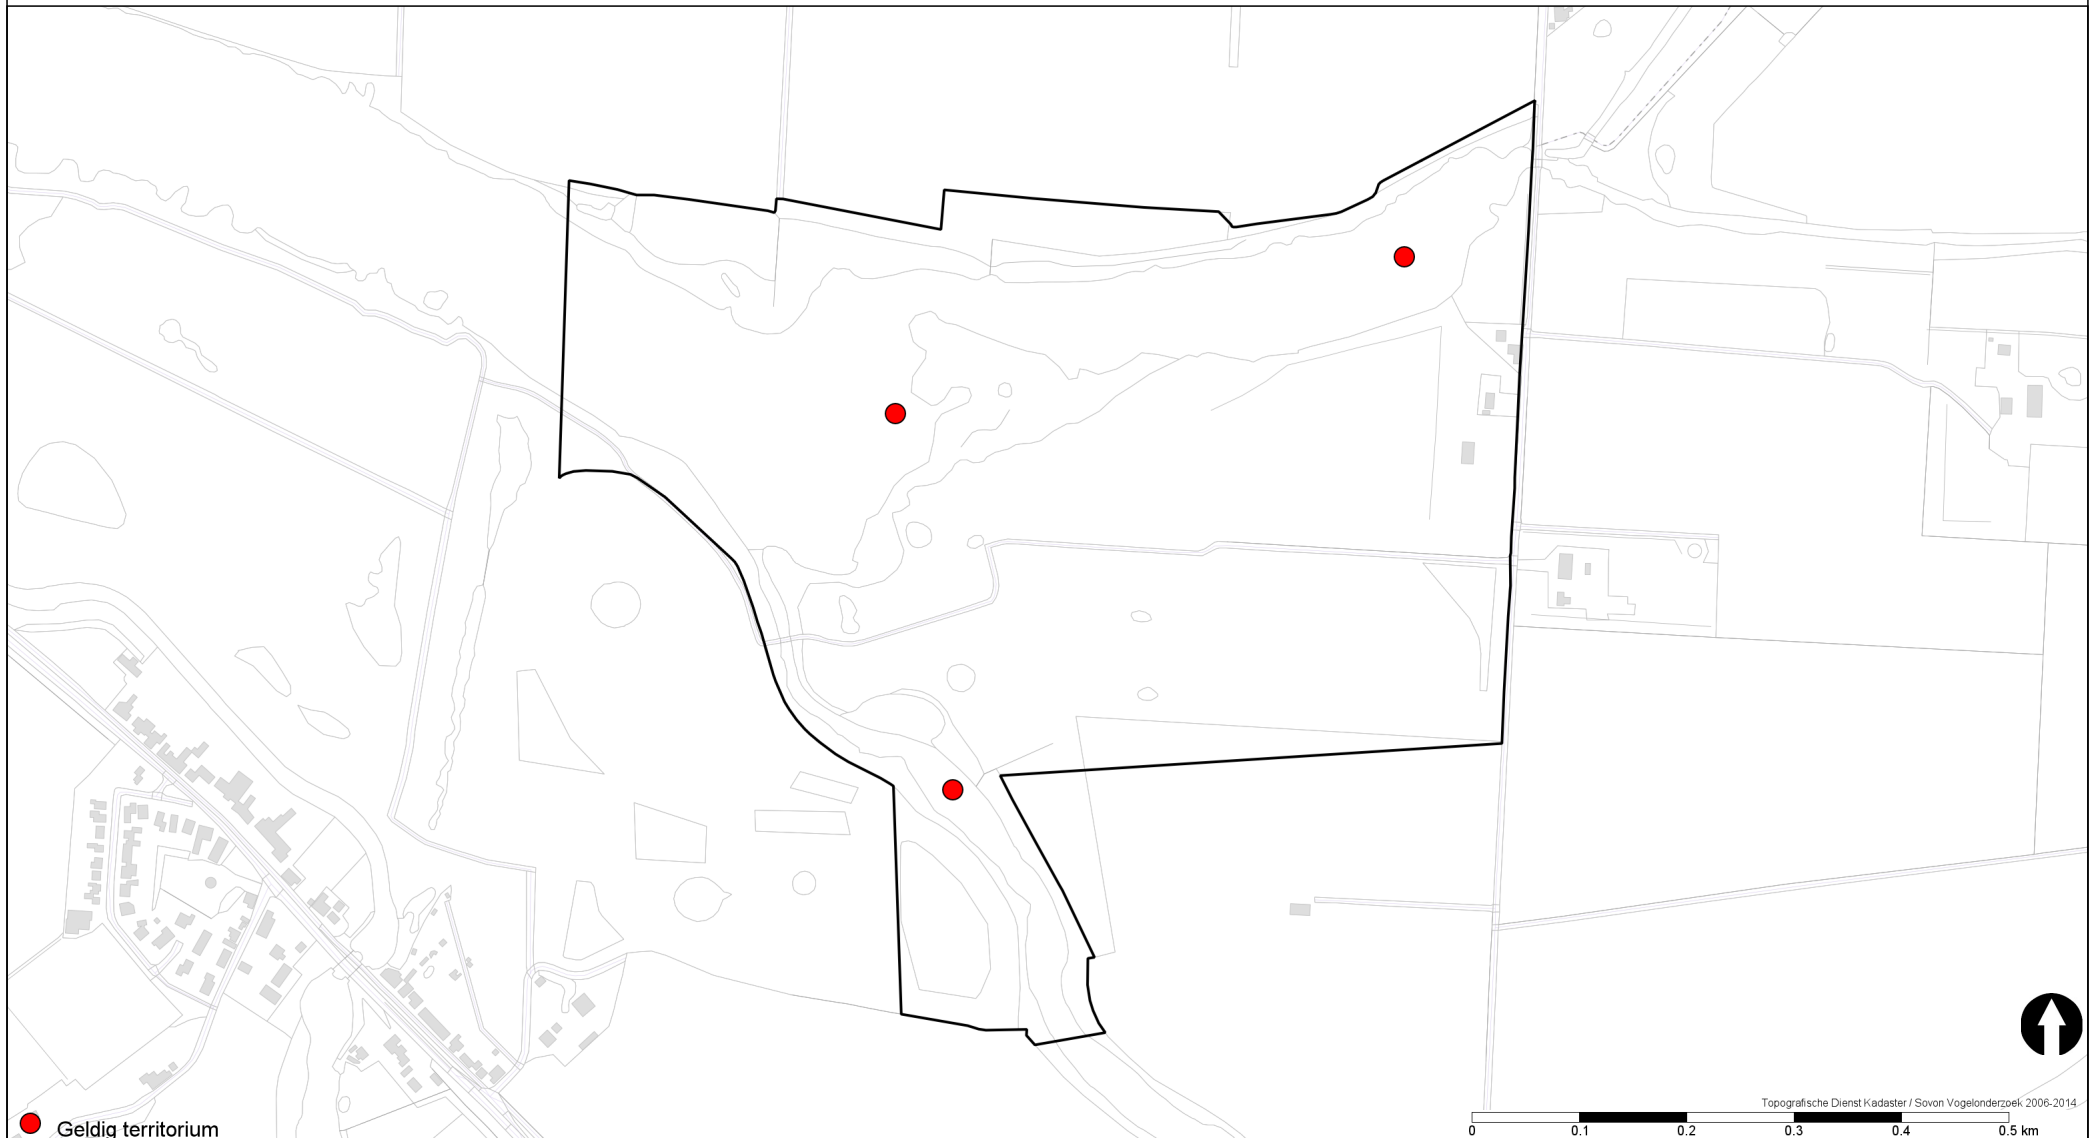 Topografische Dienst Kadaster / Sovon Vogelonderzoek 2006-2014
0 0.1 0.2 0.3 0.4 0.5 km
Geldig territorium